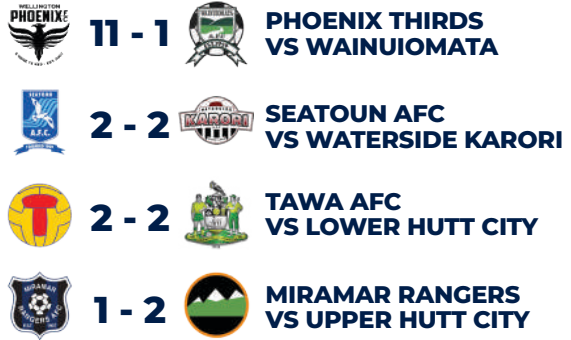 WELLINGTON
PHOENIX
11 - 1
PHOENIX THIRDS
VS WAINUIOMATA
SEATOUN
A.F.C.
2 - 2
KARORI
SEATOUN AFC
VS WATERSIDE KARORI
T
2 - 2
TAWA AFC
VS LOWER HUTT CITY
MIRAMAR
RANGERS AFC
1 - 2
MIRAMAR RANGERS
VS UPPER HUTT CITY